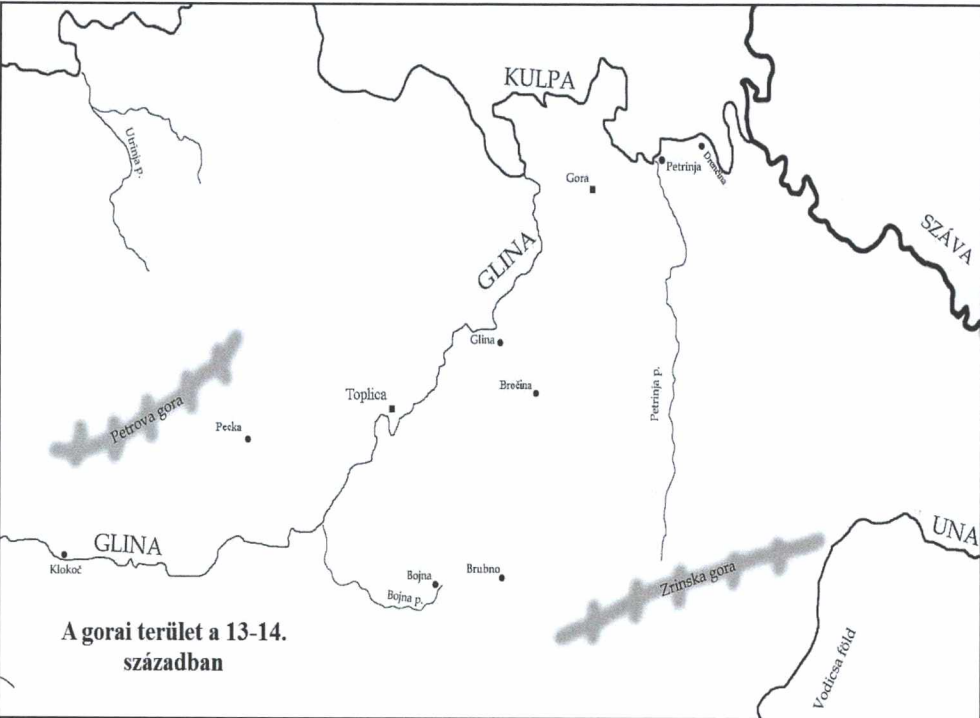 KULPA
Utrinja p.
Petrinja
Drenčina
Gora
SZÁVA
GLINA
Glina
Brečina
Toplica
Petrinja p.
Petrova gora
Pecka
GLINA
Klokoč
UNA
Zrinska gora
Bojna
Brubno
Bojna p.
Vodicsa föld
A gorai terület a 13-14.
században